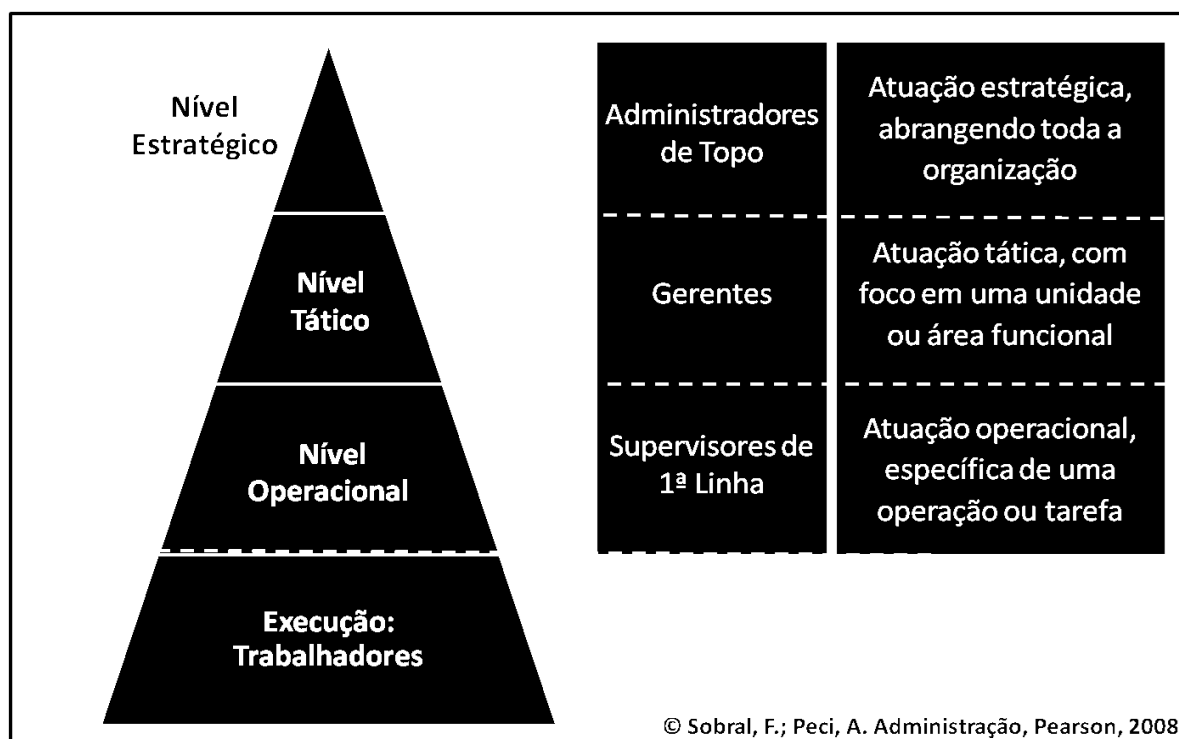 Nível
Estratégico
Nível
Tático
Nível
Operacional
Execução:
Trabalhadores
Administradores
de Topo
Atuação estratégica,
abrangendo toda a
organização
Gerentes
Atuação tática, com
foco em uma unidade
ou área funcional
Supervisores de
1ª Linha
Atuação operacional,
específica de uma
operação ou tarefa
© Sobral, F.; Peci, A. Administração, Pearson, 2008